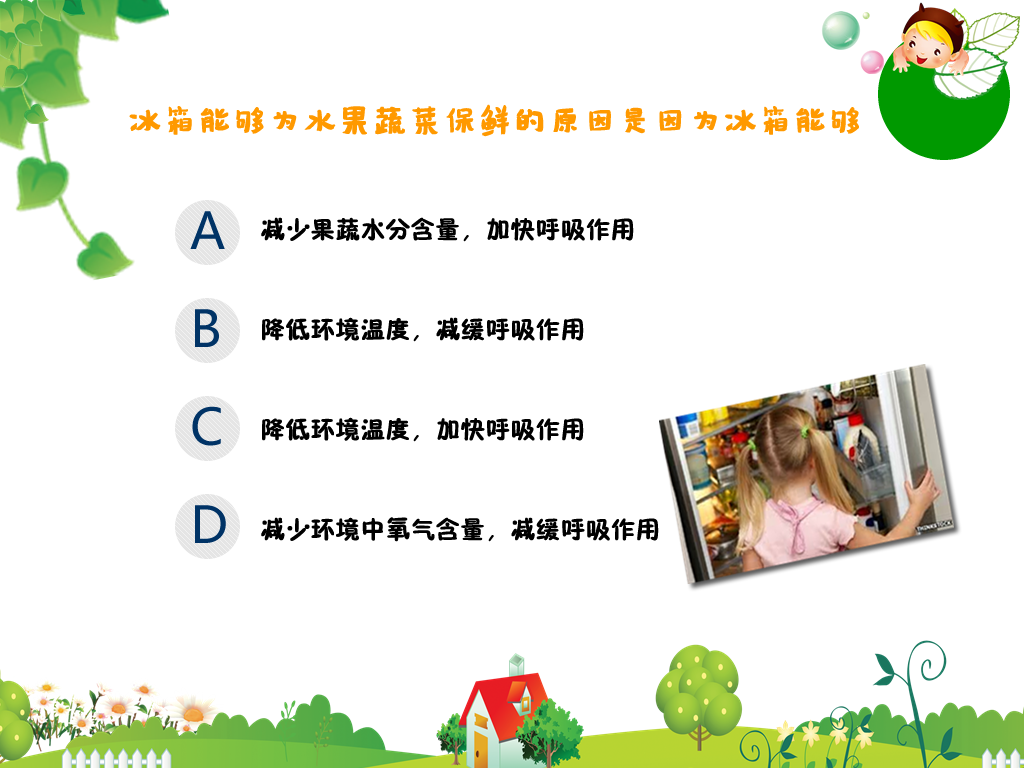 冰箱能够为水果蔬菜保鲜的原因是因为冰箱能够
A 减少果蔬水分含量，加快呼吸作用
B 降低环境温度，减缓呼吸作用
C 降低环境温度，加快呼吸作用
D 减少环境中氧气含量，减缓呼吸作用